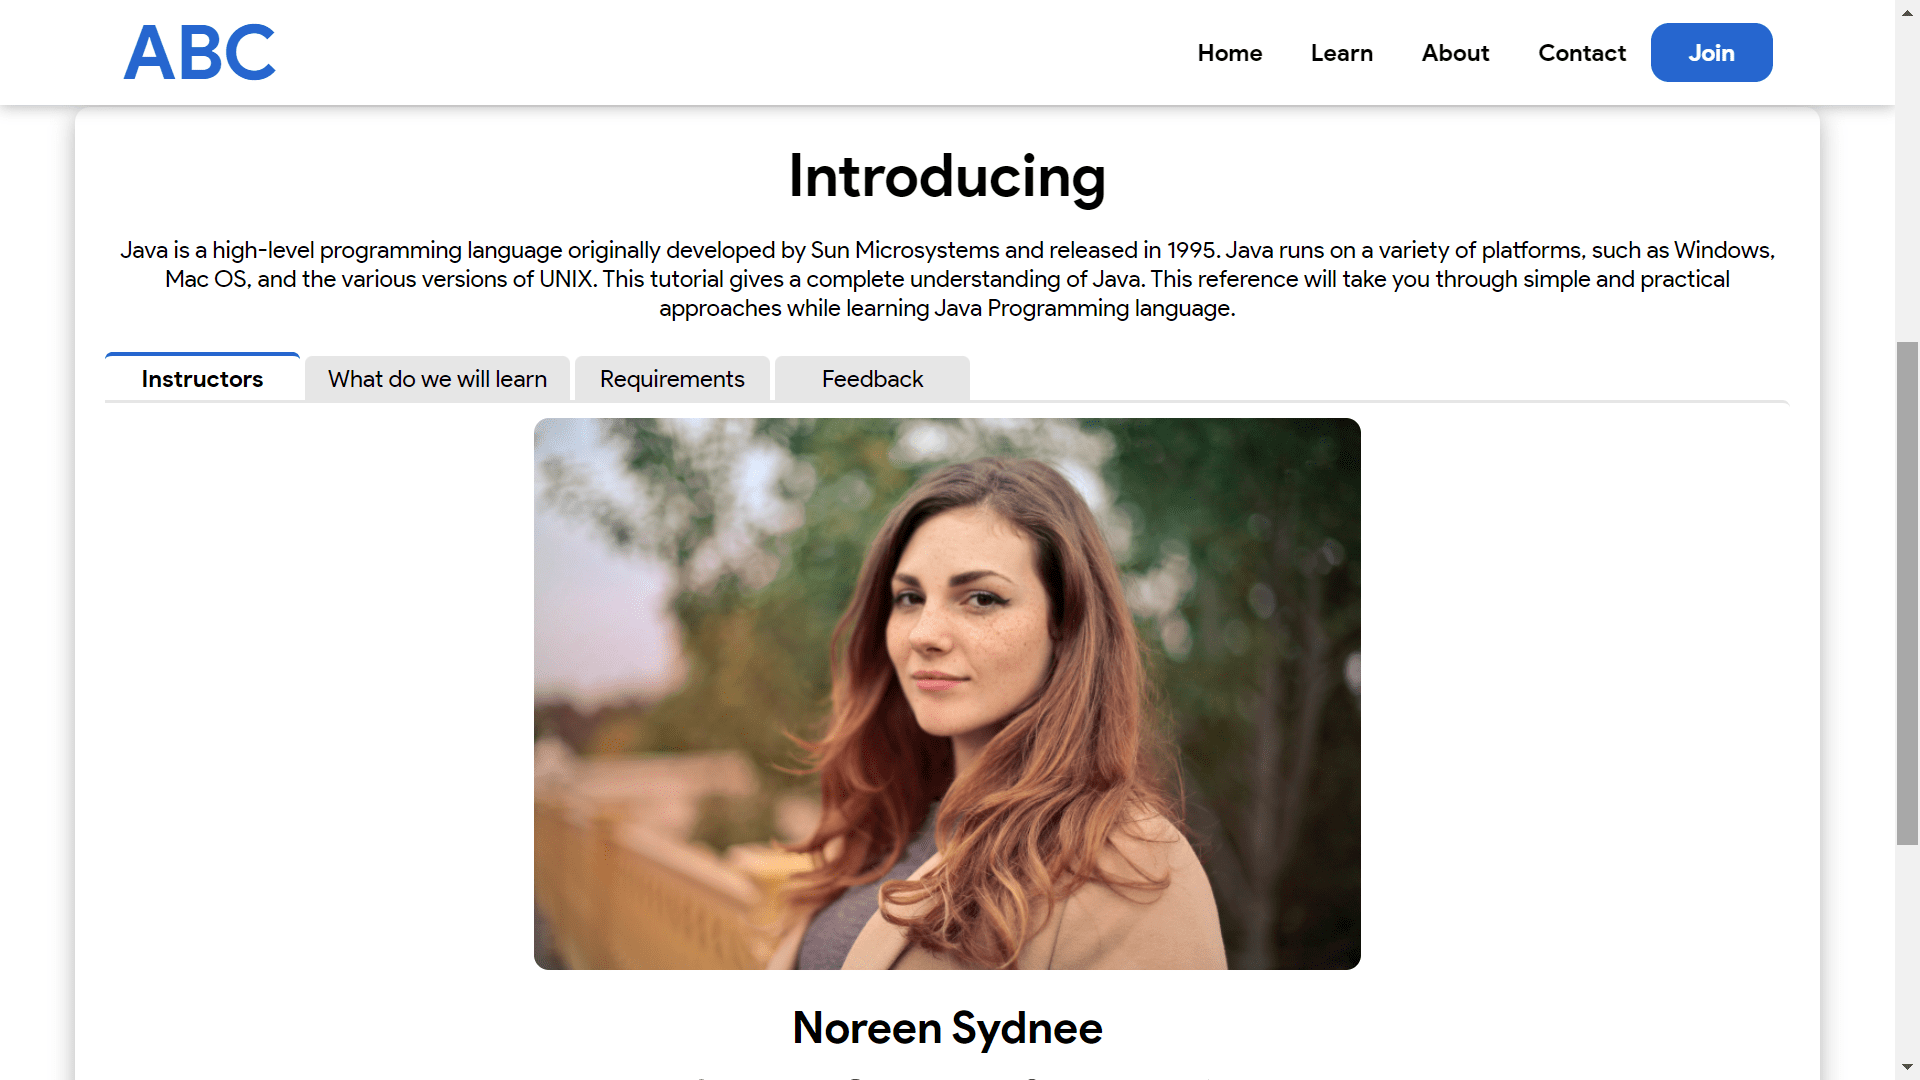 ABC
Home Learn About Contact Join
Introducing
Java is a high-level programming language originally developed by Sun Microsystems and released in 1995. Java runs on a variety of platforms, such as Windows,
Mac OS, and the various versions of UNIX. This tutorial gives a complete understanding of Java. This reference will take you through simple and practical
approaches while learning Java Programming language.
Instructors What do we will learn Requirements Feedback
Noreen Sydnee